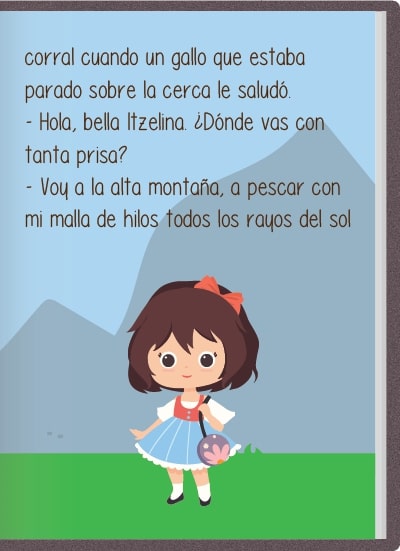 corral cuando un gallo que estaba
parado sobre la cerca le saludó.
- Hola, bella Itzelina. ¿Dónde vas con
tanta prisa?
- Voy a la alta montaña, a pescar con
mi malla de hilos todos los rayos del sol